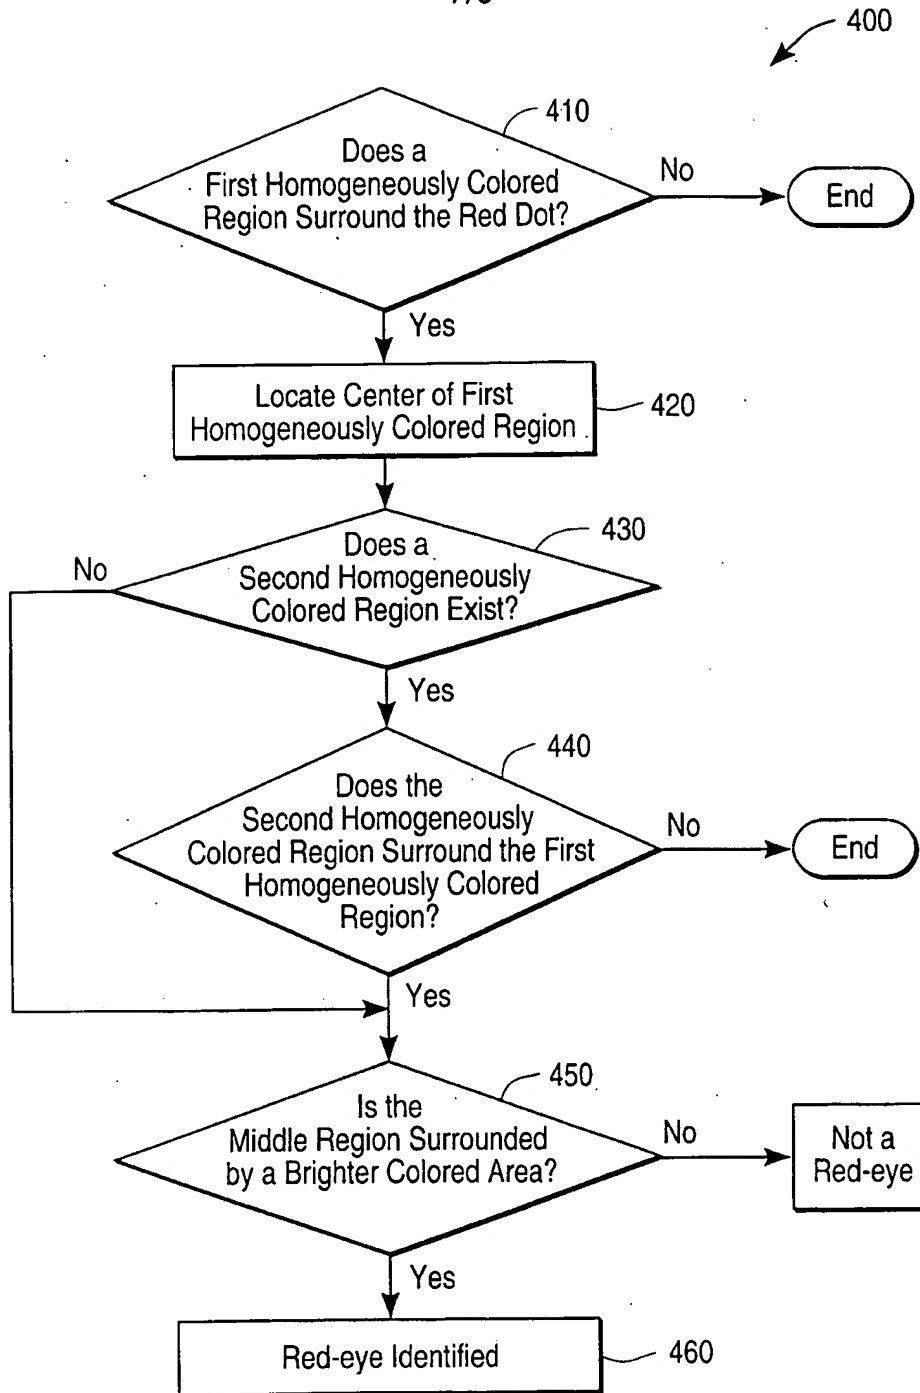 400
410
Does a
First Homogeneously Colored
Region Surround the Red Dot?
No
End
Yes
Locate Center of First
Homogeneously Colored Region
420
430
Does a
Second Homogeneously
Colored Region Exist?
No
Yes
440
Does the
Second Homogeneously
Colored Region Surround the First
Homogeneously Colored
Region?
No
End
Yes
450
Is the
Middle Region Surrounded
by a Brighter Colored Area?
No
Not a
Red-eye
Yes
Red-eye Identified
460